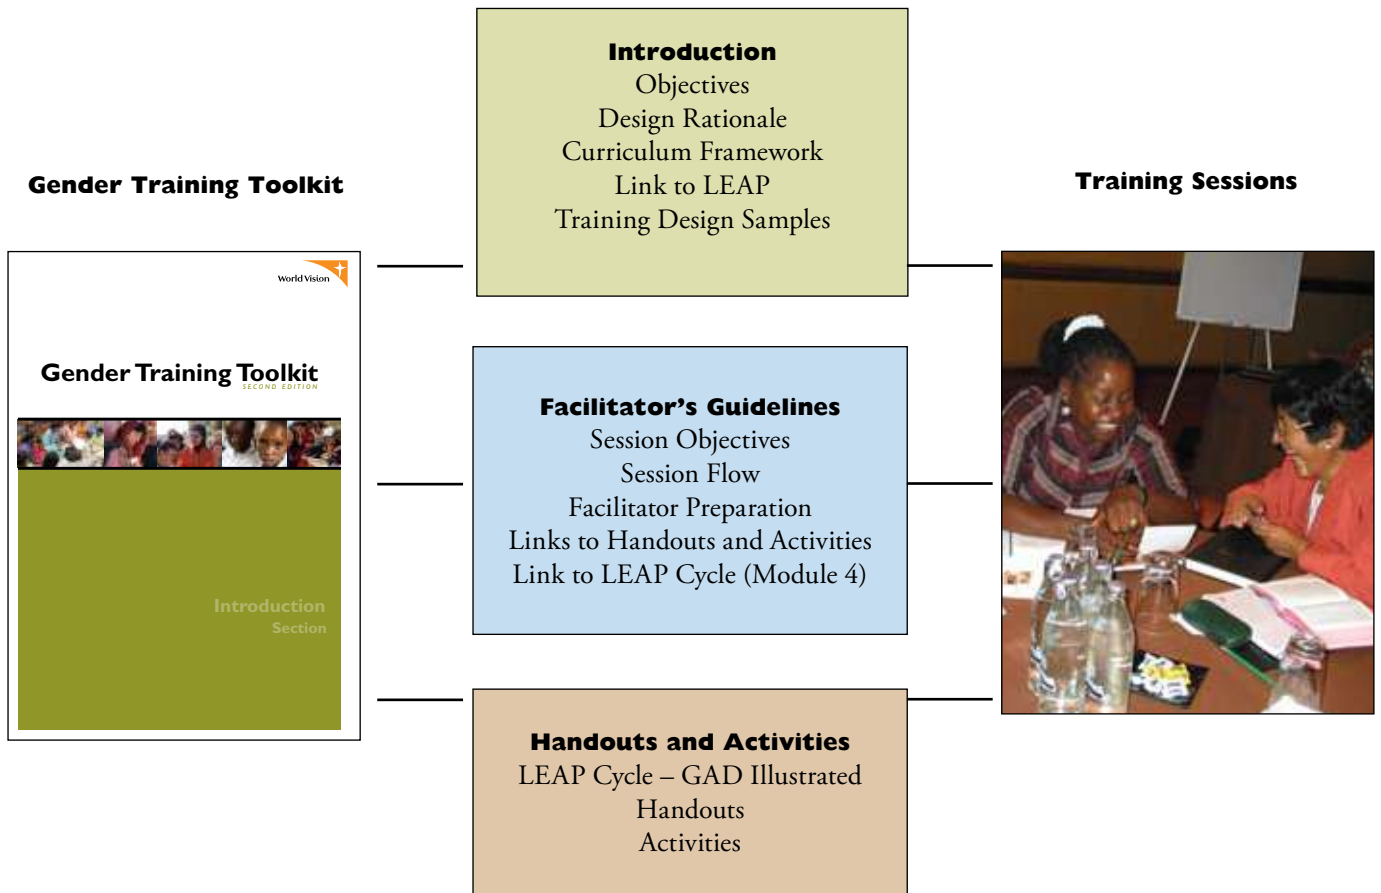 Gender Training Toolkit
World Vision
Gender Training Toolkit
SECOND EDITION
Introduction
Section
Introduction
Objectives
Design Rationale
Curriculum Framework
Link to LEAP
Training Design Samples
Facilitator’s Guidelines
Session Objectives
Session Flow
Facilitator Preparation
Links to Handouts and Activities
Link to LEAP Cycle (Module 4)
Handouts and Activities
LEAP Cycle – GAD Illustrated
Handouts
Activities
Training Sessions